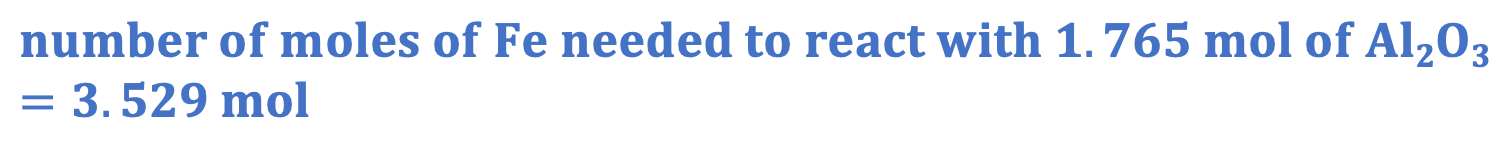 number of moles of Fe needed to react with 1.765 mol of Al₂O₃
= 3.529 mol